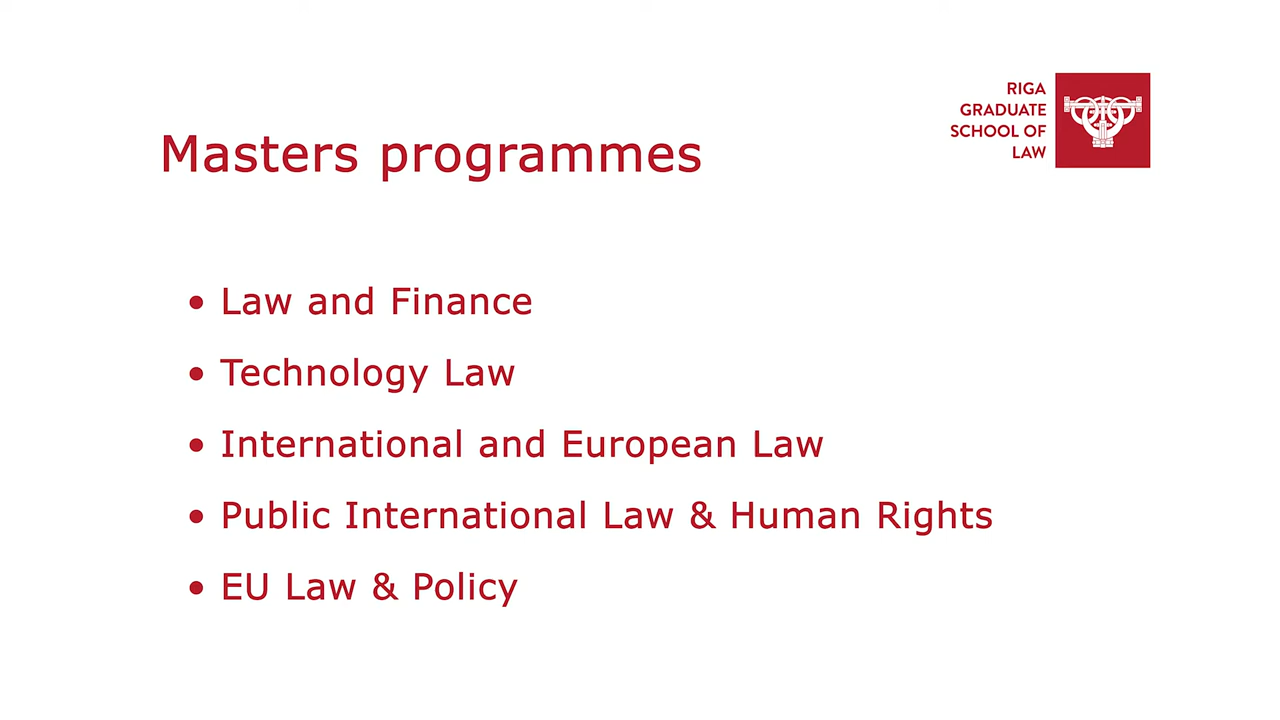 RIGA
GRADUATE
SCHOOL OF
LAW
Masters programmes
• Law and Finance
• Technology Law
• International and European Law
• Public International Law & Human Rights
• EU Law & Policy